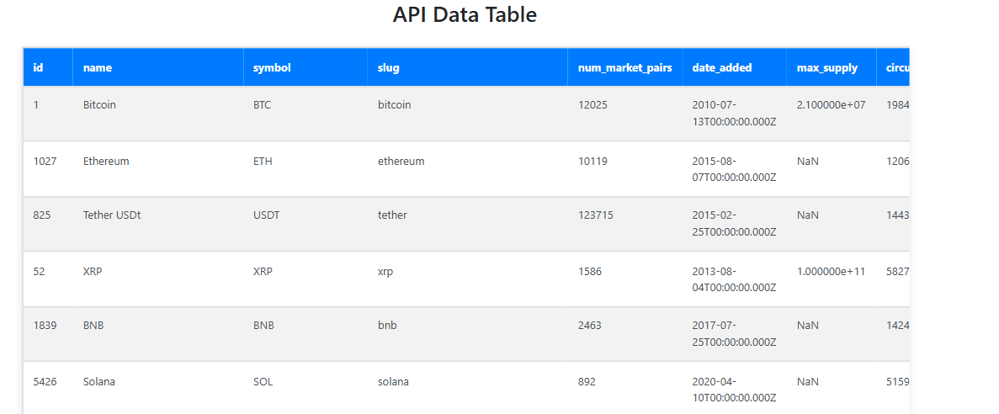 API Data Table
id name symbol slug num_market_pairs date_added max_supply circu
1 Bitcoin BTC bitcoin 12025 2010-07- 2.100000e+07 1984
13T00:00:00.000Z
1027 Ethereum ETH ethereum 10119 2015-08- NaN 1206
07T00:00:00.000Z
825 Tether USDt USDT tether 123715 2015-02- NaN 1443
25T00:00:00.000Z
52 XRP XRP xrp 1586 2013-08- 1.000000e+11 5827
04T00:00:00.000Z
1839 BNB BNB bnb 2463 2017-07- NaN 1424
25T00:00:00.000Z
5426 Solana SOL solana 892 2020-04- NaN 5159
10T00:00:00.000Z